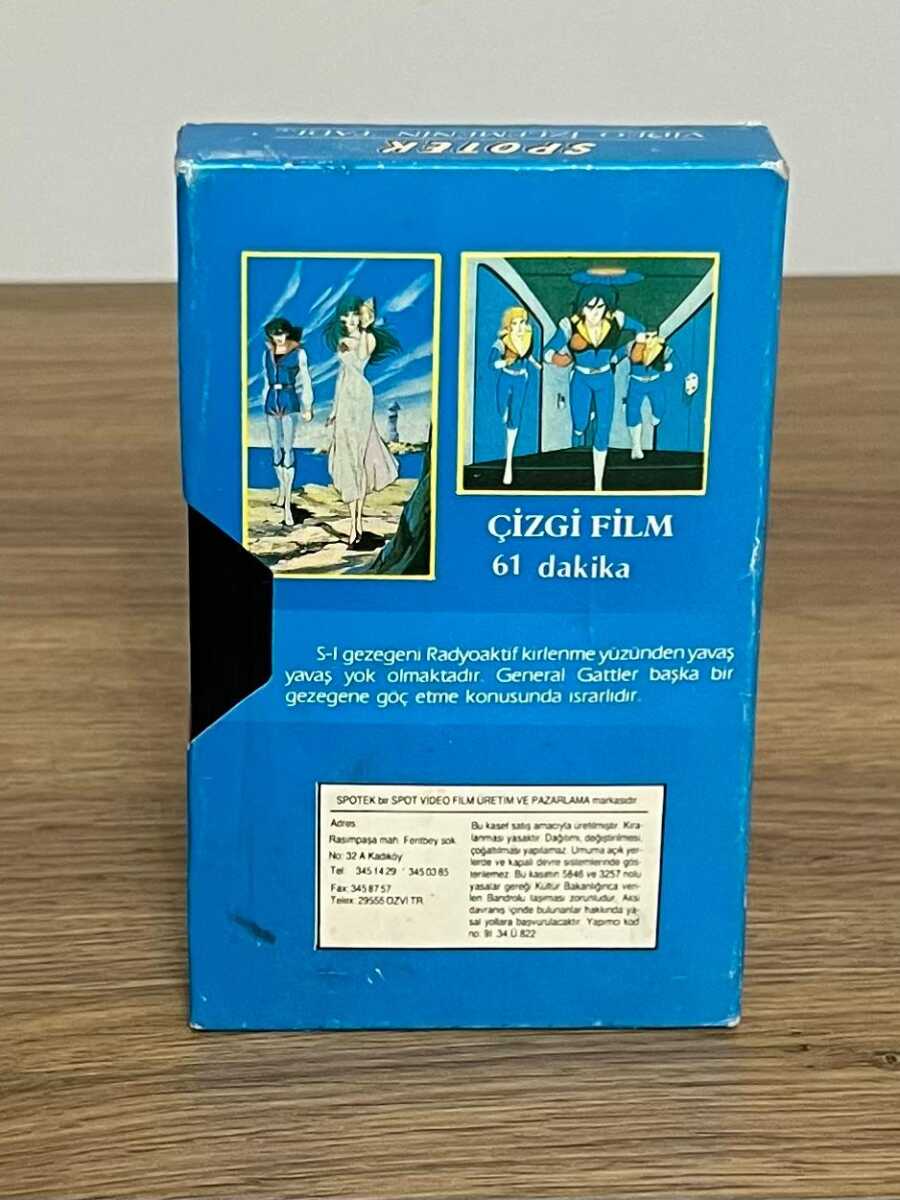 VIDEO İZLEMENİN TADI
SPOTEK
ÇİZGİ FİLM
61 dakika
S-I gezegeni Radyoaktif kirlenme yüzünden yavaş
yavaş yok olmaktadır. General Gattler başka bir
gezegene göç etme konusunda ısrarlıdır.
SPOTEK bir SPOT VIDEO FILM ÜRETIM VE PAZARLAMA markasıdır
Adres
Rasimpaşa mah. Feritbey sok.
No: 32 A Kadıköy
Tel: 345 14 29 345 03 85
Fax: 345 87 57
Telex: 29555 OZVI TR
Bu kaset satış amacıyla üretilmiştir. Kira-
lanması yasaktır. Dağıtımı, değiştirilmesi,
çoğaltılması yapılamaz. Umuma açık yer-
lerde ve kapalı devre sistemlerinde gös-
terilemez. Bu kasetin 5846 ve 3257 nolu
yasalar gereği Kültür Bakanlığınca veri-
len Bandrolu taşıması zorunludur. Aksi
davranış içinde bulunanlar hakkında ya-
sal yollara başvurulacaktır. Yapımcı kod
no: 91 34 Ü 822